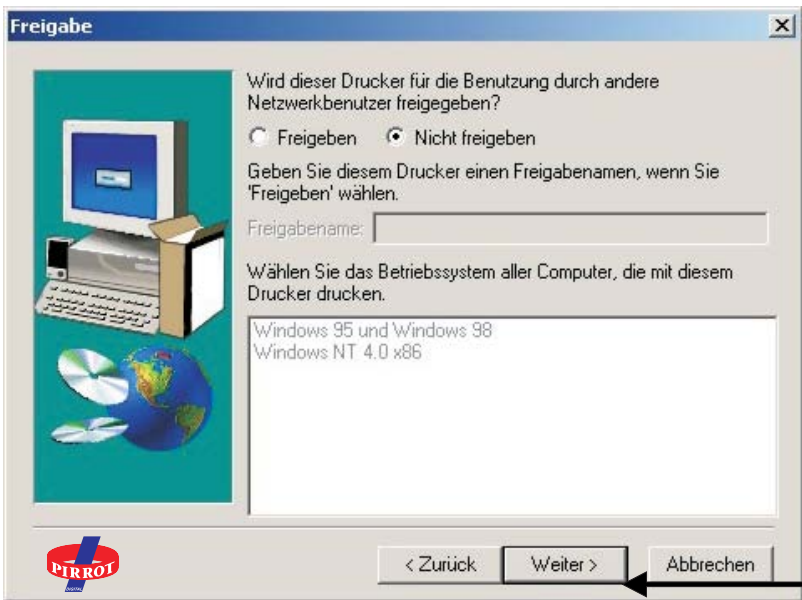 Freigabe
Wird dieser Drucker für die Benutzung durch andere
Netzwerkbenutzer freigegeben?
Freigeben Nicht freigeben
Geben Sie diesem Drucker einen Freigabenamen, wenn Sie
'Freigeben' wählen.
Freigabename:
Wählen Sie das Betriebssystem aller Computer, die mit diesem
Drucker drucken.
Windows 95 und Windows 98
Windows NT 4.0 x86
PIRROT
DIGITAL
< Zurück Weiter > Abbrechen